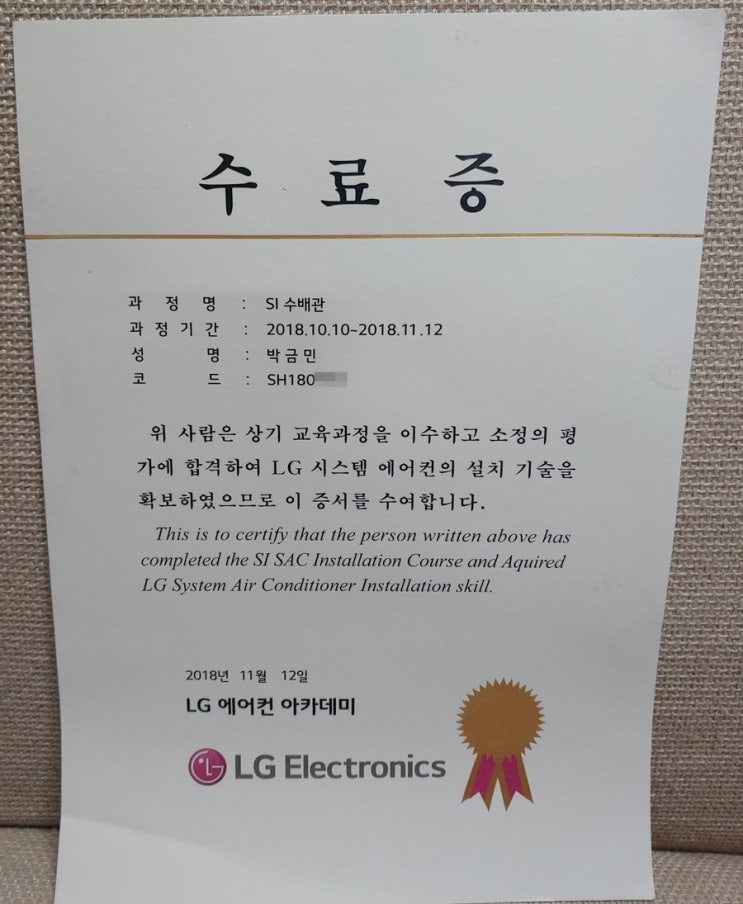 수 료 증
과 정 명 : SI 수배관
과 정 기 간 : 2018.10.10~2018.11.12
성 명 : 박 금 민
코 드 : SH180
위 사람은 상기 교육과정을 이수하고 소정의 평
가에 합격하여 LG 시스템 에어컨의 설치 기술을
확보하였으므로 이 증서를 수여합니다.
This is to certify that the person written above has
completed the SI SAC Installation Course and Aquired
LG System Air Conditioner Installation skill.
2018년 11월 12일
LG 에어컨 아카데미
LG Electronics